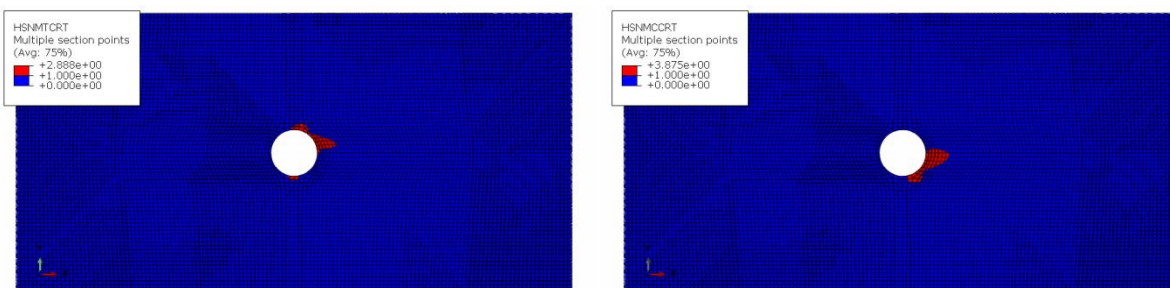 HSNMTCRT
Multiple section points
(Avg: 75%)
+2.888e+00
+1.000e+00
+0.000e+00
HSNMCCRT
Multiple section points
(Avg: 75%)
+3.875e+00
+1.000e+00
+0.000e+00